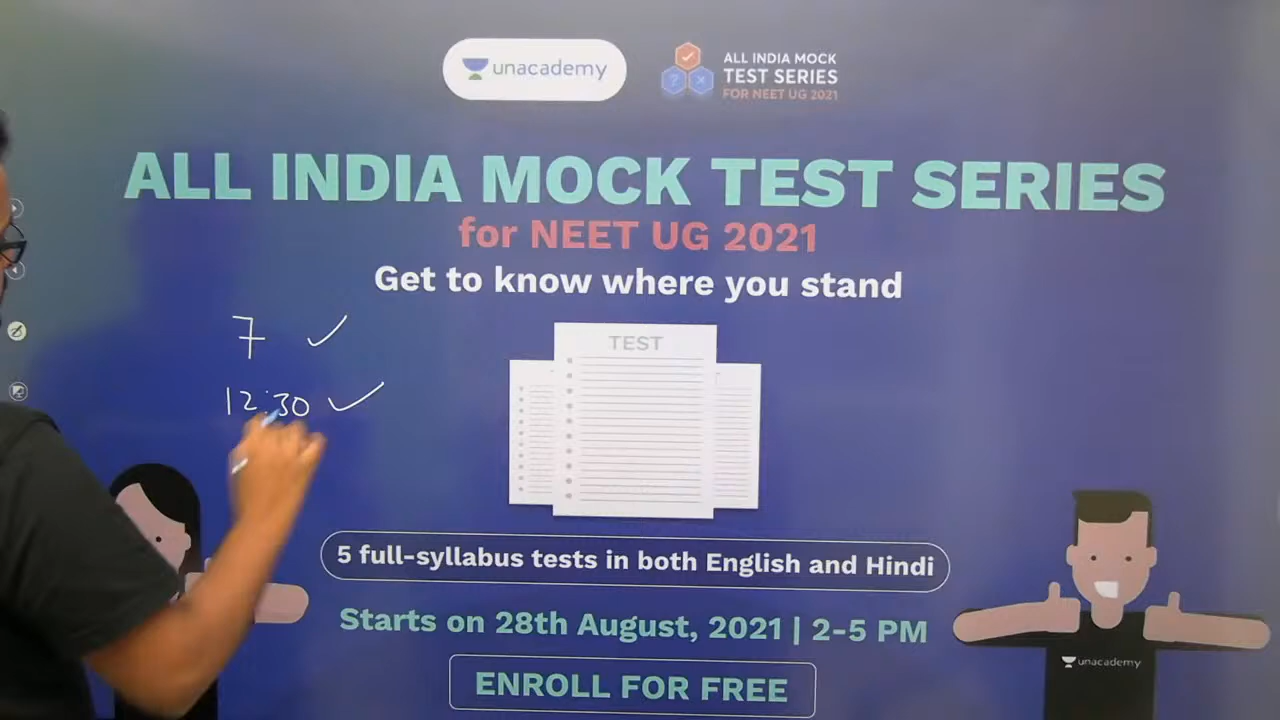 unacademy
ALL INDIA MOCK
TEST SERIES
FOR NEET UG 2021
ALL INDIA MOCK TEST SERIES
for NEET UG 2021
Get to know where you stand
7
12:30
TEST
5 full-syllabus tests in both English and Hindi
Starts on 28th August, 2021 | 2-5 PM
unacademy
ENROLL FOR FREE